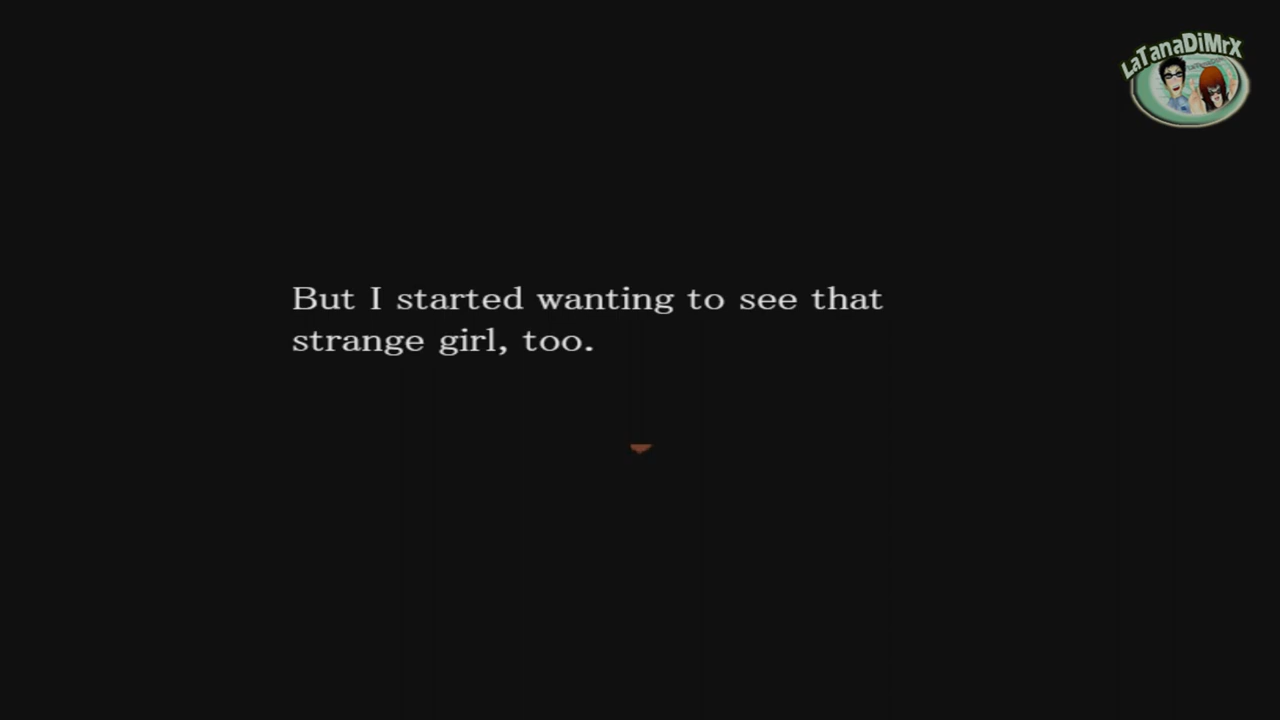 LaTanaDiMrX
But I started wanting to see that
strange girl, too.